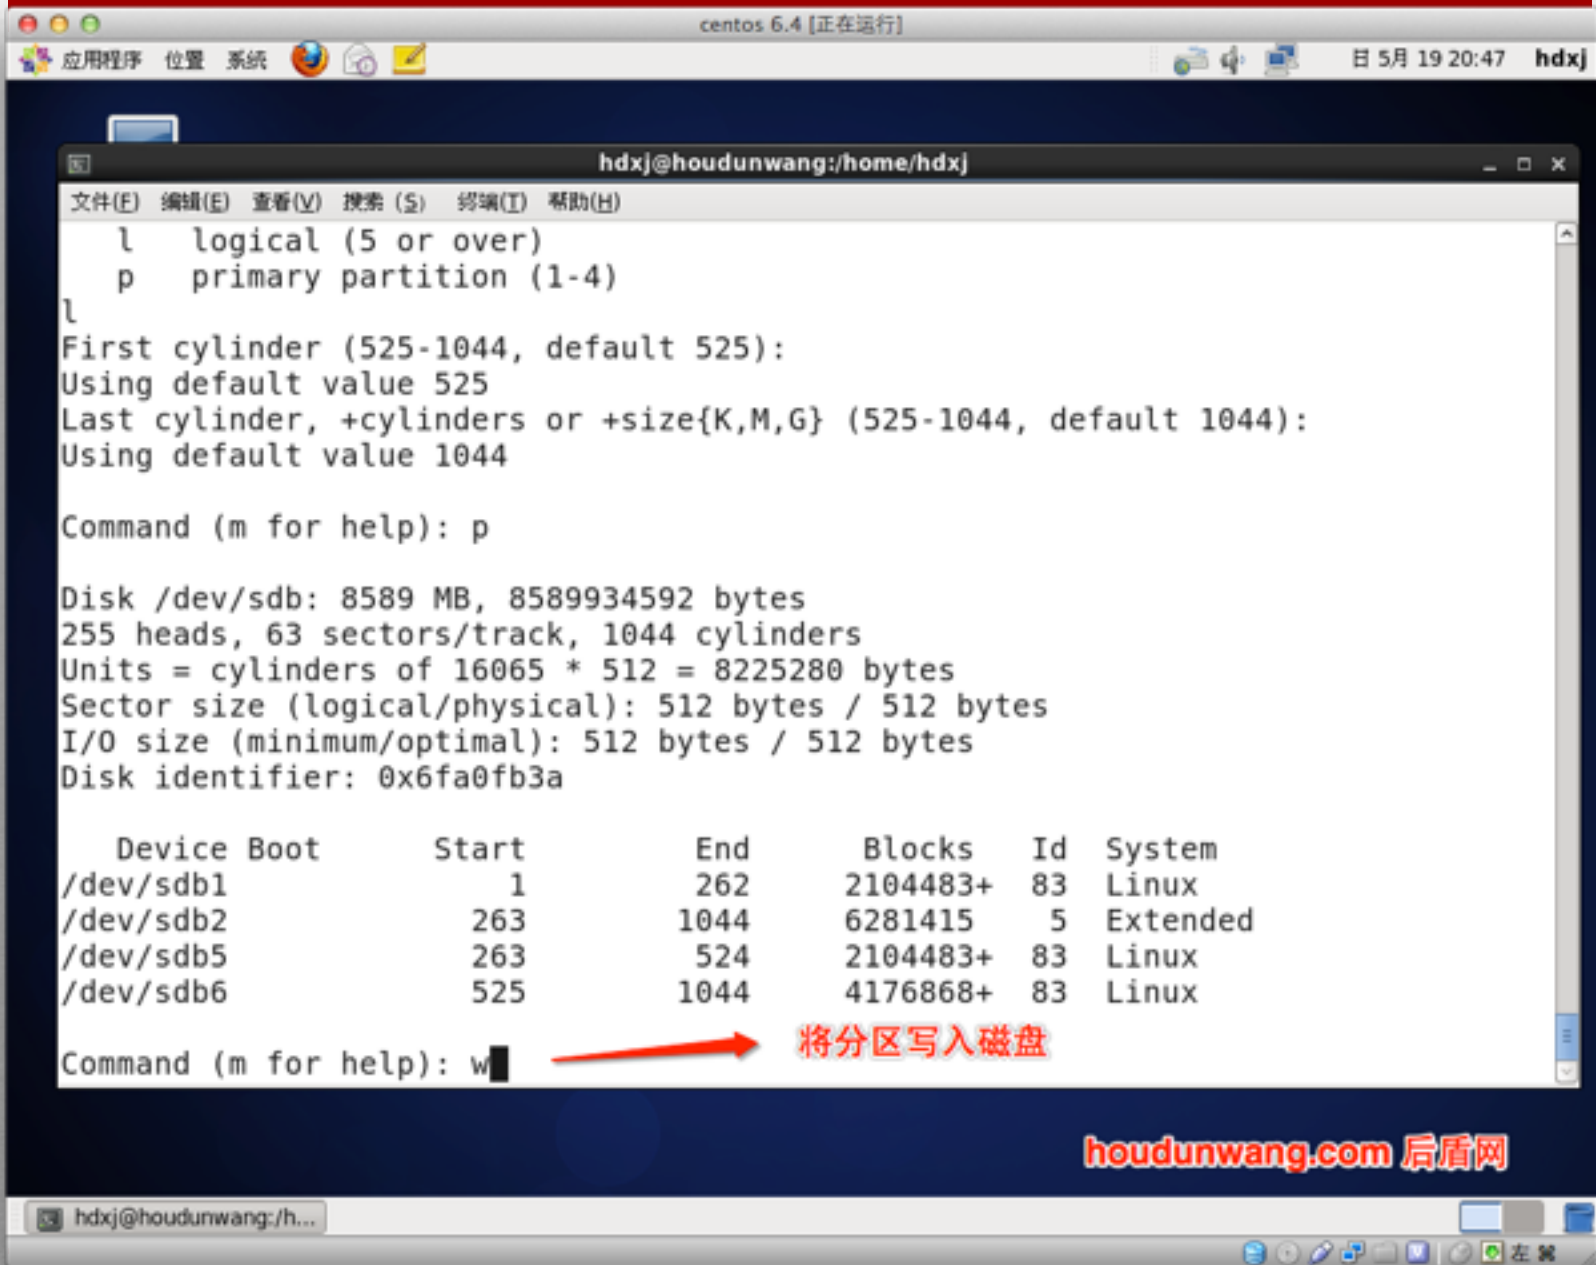 centos 6.4 [正在运行]
应用程序 位置 系统 日 5月 19 20:47 hdxj
hdxj@houdunwang:/home/hdxj
文件(F) 编辑(E) 查看(V) 搜索 (S) 终端(T) 帮助(H)
l logical (5 or over)
p primary partition (1-4)
l
First cylinder (525-1044, default 525):
Using default value 525
Last cylinder, +cylinders or +size{K,M,G} (525-1044, default 1044):
Using default value 1044
Command (m for help): p
Disk /dev/sdb: 8589 MB, 8589934592 bytes
255 heads, 63 sectors/track, 1044 cylinders
Units = cylinders of 16065 * 512 = 8225280 bytes
Sector size (logical/physical): 512 bytes / 512 bytes
I/O size (minimum/optimal): 512 bytes / 512 bytes
Disk identifier: 0x6fa0fb3a
Device Boot Start End Blocks Id System
/dev/sdb1 1 262 2104483+ 83 Linux
/dev/sdb2 263 1044 6281415 5 Extended
/dev/sdb5 263 524 2104483+ 83 Linux
/dev/sdb6 525 1044 4176868+ 83 Linux
将分区写入磁盘
Command (m for help): w
houdunwang.com 后盾网
hdxj@houdunwang:/h...
左 ⌘